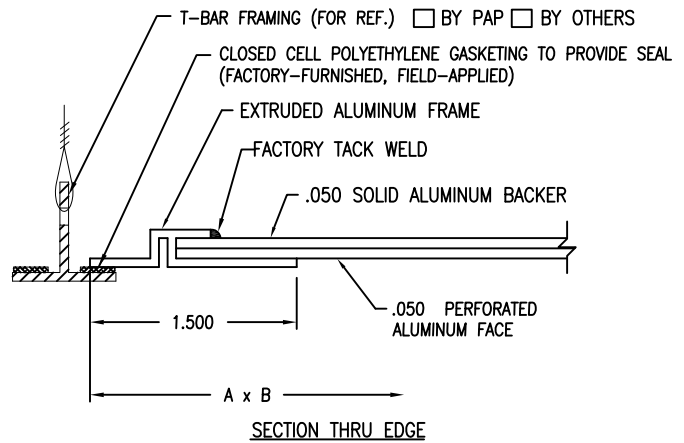 T-BAR FRAMING (FOR REF.) BY PAP BY OTHERS
CLOSED CELL POLYETHYLENE GASKETING TO PROVIDE SEAL
(FACTORY-FURNISHED, FIELD-APPLIED)
EXTRUDED ALUMINUM FRAME
FACTORY TACK WELD
.050 SOLID ALUMINUM BACKER
.050 PERFORATED
ALUMINUM FACE
1.500
A x B
SECTION THRU EDGE